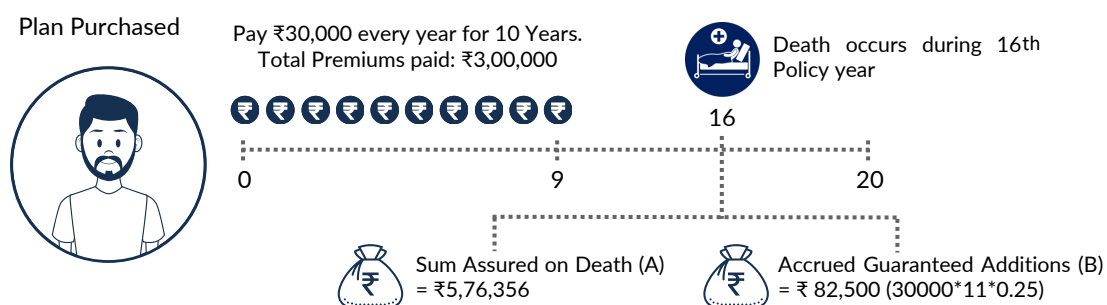 Plan Purchased
Pay ₹30,000 every year for 10 Years.
Total Premiums paid: ₹3,00,000
₹ ₹ ₹ ₹ ₹ ₹ ₹ ₹ ₹ ₹
Death occurs during 16th
Policy year
16
0 9 20
₹ Sum Assured on Death (A)
= ₹5,76,356
₹ Accrued Guaranteed Additions (B)
= ₹ 82,500 (30000*11*0.25)